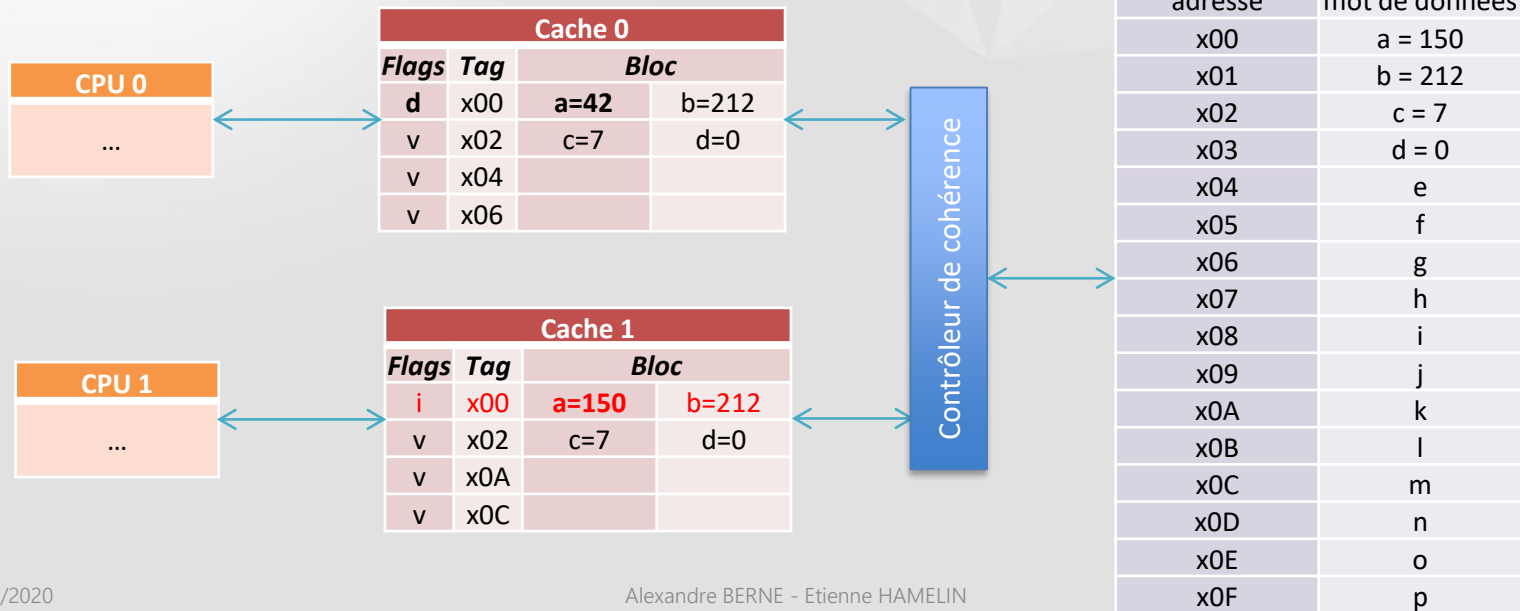 CPU 0
...
Cache 0
Flags Tag Bloc
d x00 a=42 b=212
v x02 c=7 d=0
v x04
v x06
CPU 1
...
Cache 1
Flags Tag Bloc
i x00 a=150 b=212
v x02 c=7 d=0
v x0A
v x0C
Contrôleur de cohérence
adresse mot de données
x00 a = 150
x01 b = 212
x02 c = 7
x03 d = 0
x04 e
x05 f
x06 g
x07 h
x08 i
x09 j
x0A k
x0B l
x0C m
x0D n
x0E o
x0F p
/2020
Alexandre BERNE - Etienne HAMELIN